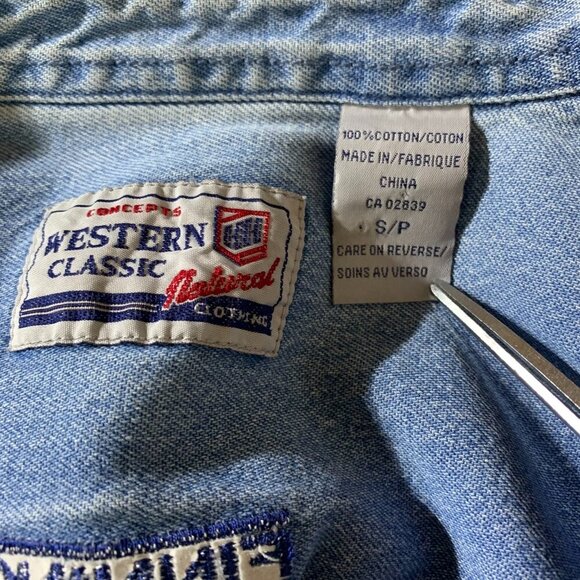 CONCEPTS
WESTERN
CLASSIC
Natural
CLOTHING
100% COTTON/COTON
MADE IN/FABRIQUE
CHINA
CA 02839
S/P
CARE ON REVERSE/
SOINS AU VERSO